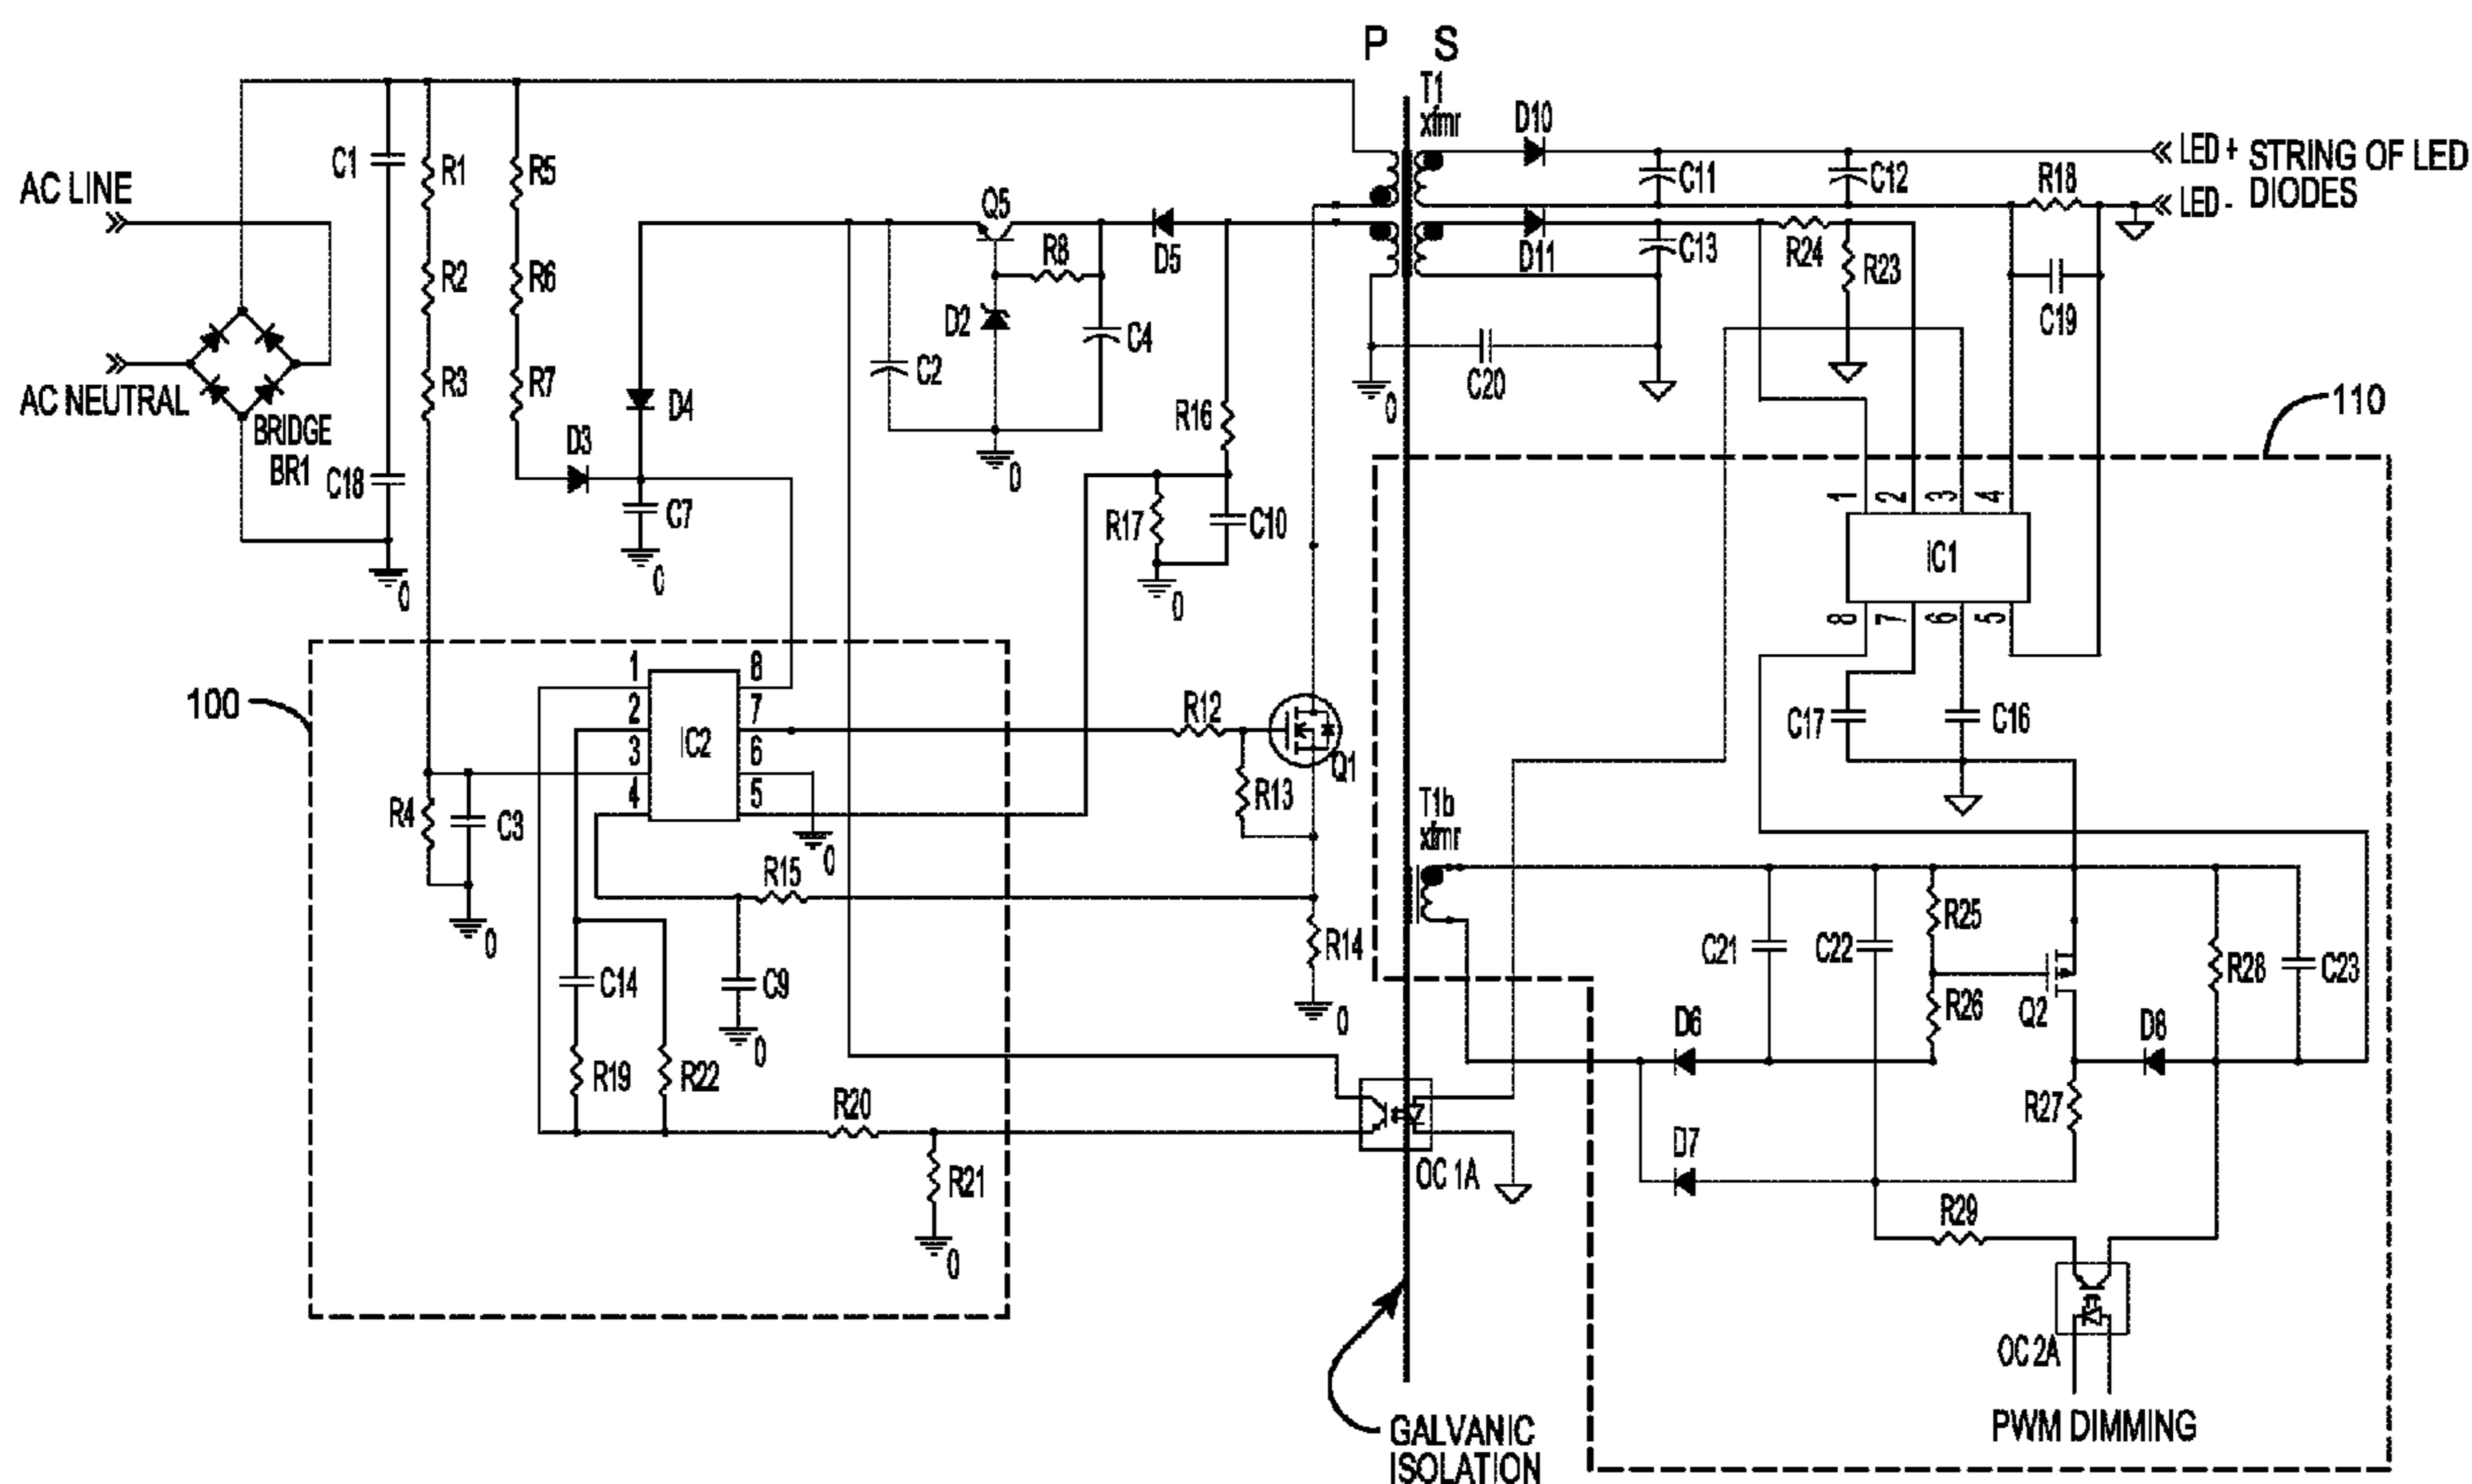 P S
T1
xfmr
D10
LED + STRING OF LED
LED - DIODES
AC LINE
C1
R1
R5
Q5
R8
D5
D11
C11
C12
R18
C13
R24
R23
C19
R2
R6
D2
C4
C2
C20
0
AC NEUTRAL
BRIDGE
BR1
R3
R7
D4
R16
110
C18
D3
0
C7
R17
C10
1 2 3 4
IC1
8 7 6 5
0
0
0
100
1 8
2 7
3 6
4 5
IC2
R12
Q1
C17
C16
R4
C3
R13
T1b
xfmr
0
R15
0
R14
R25
C21
C22
R28
C23
C14
C9
R26
Q2
0
0
D6
D8
R19
R22
R20
R27
D7
R21
OC 1A
R29
0
OC 2A
GALVANIC
ISOLATION
PWM DIMMING